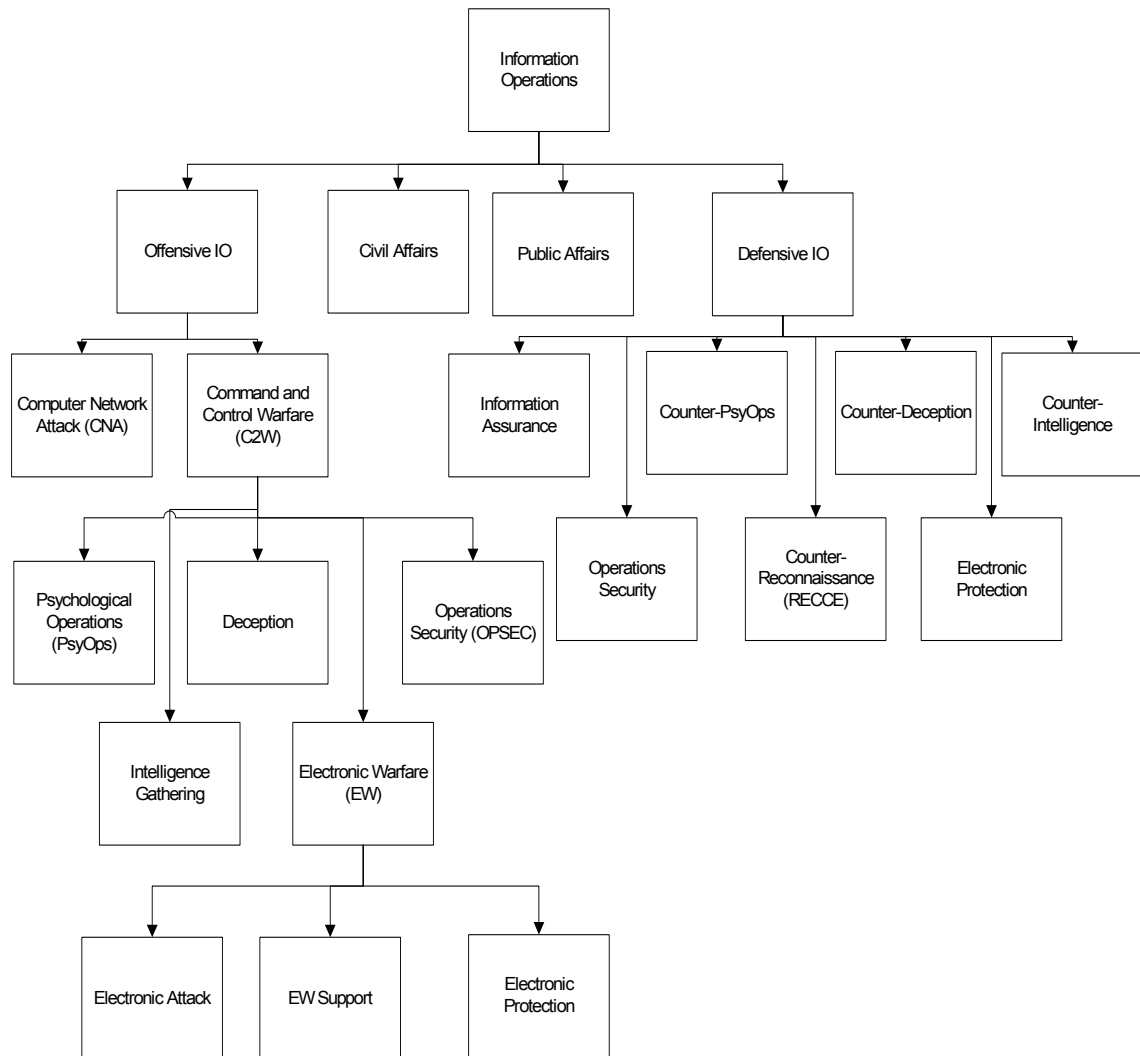 Information
Operations
Offensive IO
Civil Affairs
Public Affairs
Defensive IO
Computer Network
Attack (CNA)
Command and
Control Warfare
(C2W)
Information
Assurance
Counter-PsyOps
Counter-Deception
Counter-
Intelligence
Psychological
Operations
(PsyOps)
Deception
Operations
Security (OPSEC)
Operations
Security
Counter-
Reconnaissance
(RECCE)
Electronic
Protection
Intelligence
Gathering
Electronic Warfare
(EW)
Electronic Attack
EW Support
Electronic
Protection